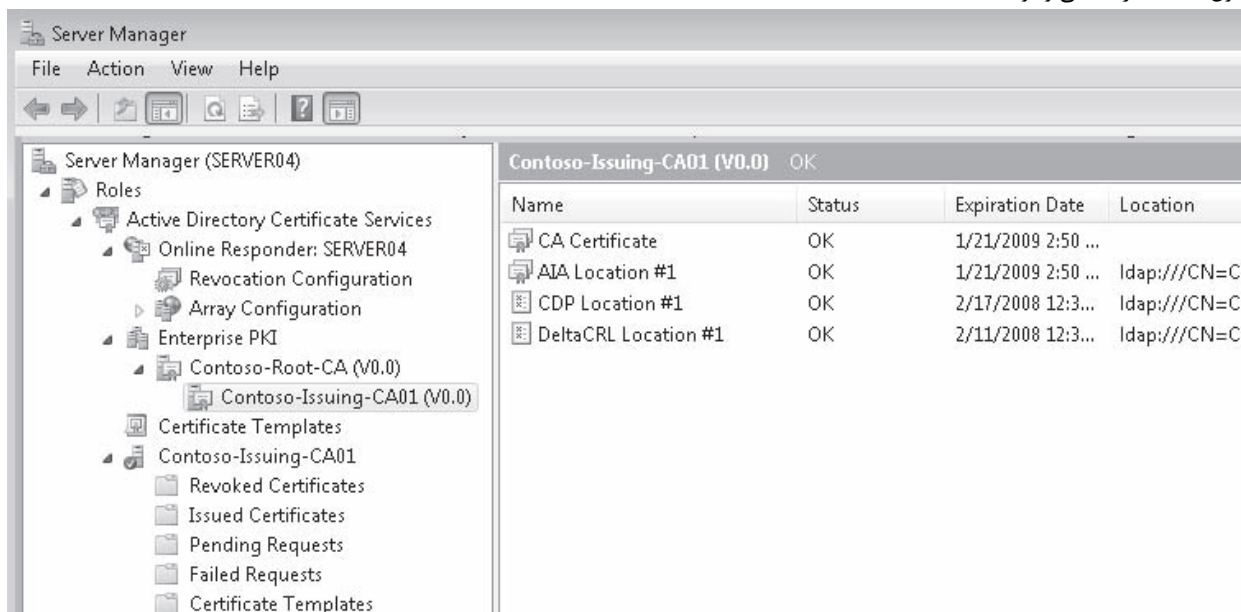 Server Manager
File Action View Help
Server Manager (SERVER04)
Roles
Active Directory Certificate Services
Online Responder: SERVER04
Revocation Configuration
Array Configuration
Enterprise PKI
Contoso-Root-CA (V0.0)
Contoso-Issuing-CA01 (V0.0)
Certificate Templates
Contoso-Issuing-CA01
Revoked Certificates
Issued Certificates
Pending Requests
Failed Requests
Certificate Templates
Contoso-Issuing-CA01 (V0.0) OK
Name Status Expiration Date Location
CA Certificate OK 1/21/2009 2:50 ...
AIA Location #1 OK 1/21/2009 2:50 ... ldap:///CN=C
CDP Location #1 OK 2/17/2008 12:3... ldap:///CN=C
DeltaCRL Location #1 OK 2/11/2008 12:3... ldap:///CN=C